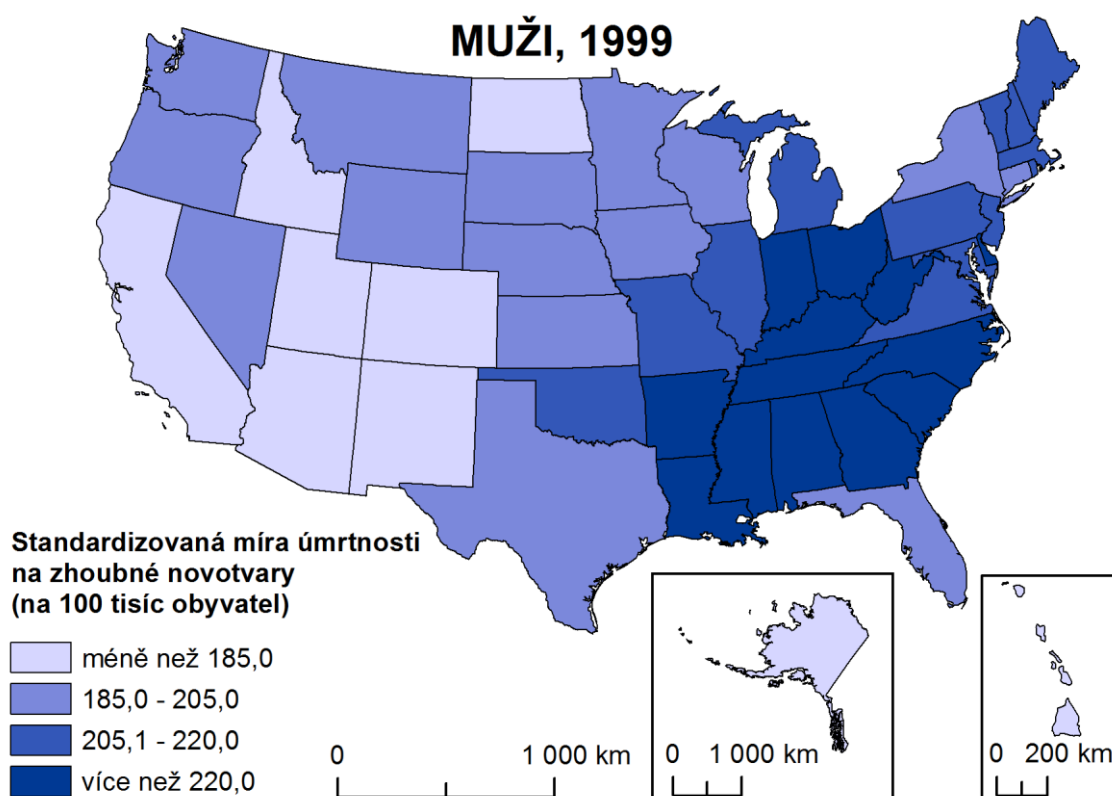 MUŽI, 1999
Standardizovaná míra úmrtnosti
na zhoubné novotvary
(na 100 tisíc obyvatel)
méně než 185,0
185,0 - 205,0
205,1 - 220,0
více než 220,0
0 1 000 km
0 1 000 km
0 200 km